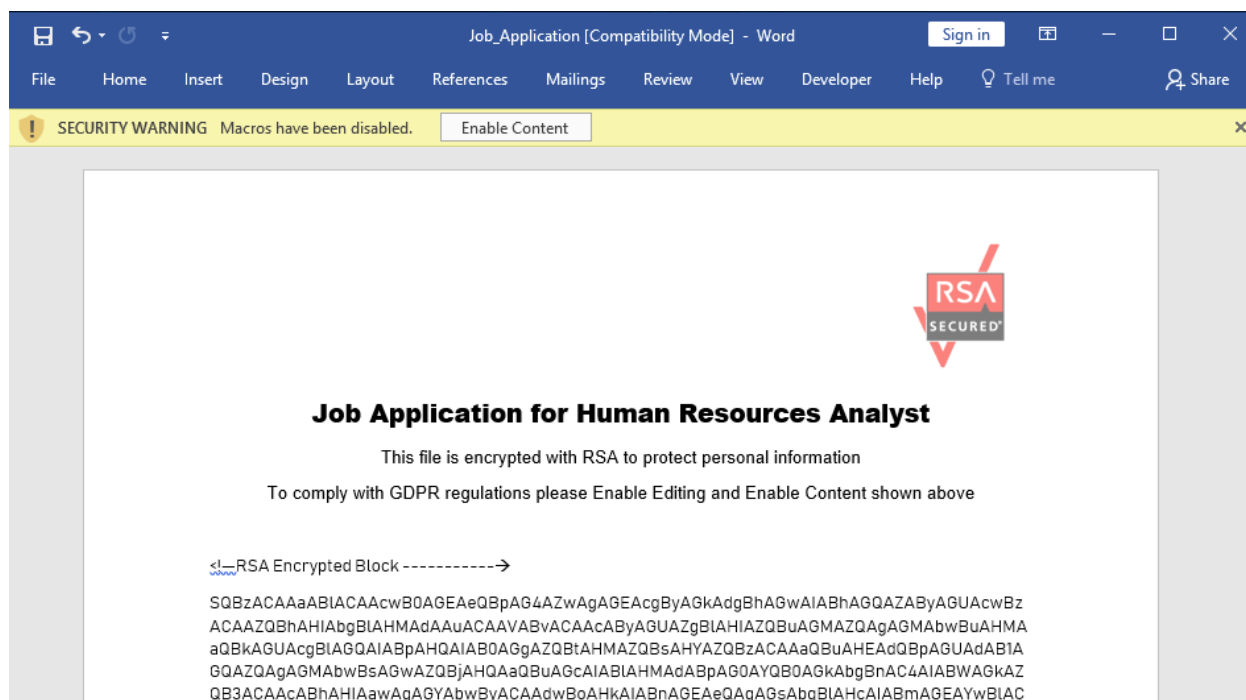 Job_Application [Compatibility Mode] - Word
Sign in
File Home Insert Design Layout References Mailings Review View Developer Help Tell me Share
SECURITY WARNING Macros have been disabled. Enable Content
RSA
SECURED
Job Application for Human Resources Analyst
This file is encrypted with RSA to protect personal information
To comply with GDPR regulations please Enable Editing and Enable Content shown above
<!—RSA Encrypted Block ----------->
SQBzACAAaABlACAAcwB0AGEAeQBpAG4AZwAgAGEAcgByAGkAdgBhAGwAIABhAGQAZAByAGUAcwBz
ACAAZQBhAHIAbgBlAHMAdAAuACAAVABvACAAcAByAGUAZgBlAHIAZQBuAGMAZQAgAGMAbwBuAHMA
aQBkAGUAcgBlAGQAIABpAHQAIAB0AGgAZQBtAHMAZQBsAHYAZQBzACAAaQBuAHEAdQBpAGUAdAB1A
GQAZQAgAGMAbwBsAGwAZQBjAHQAaQBuAGcAIABlAHMAdABpAG0AYQB0AGkAbgBnAC4AIABWAGkAZ
QB3ACAAcABhAHIAawAgAGYAbwByACAAdwBoAHkAIABnAGEAeQAgAGsAbgBlAHcAIABmAGEAYwBlAC